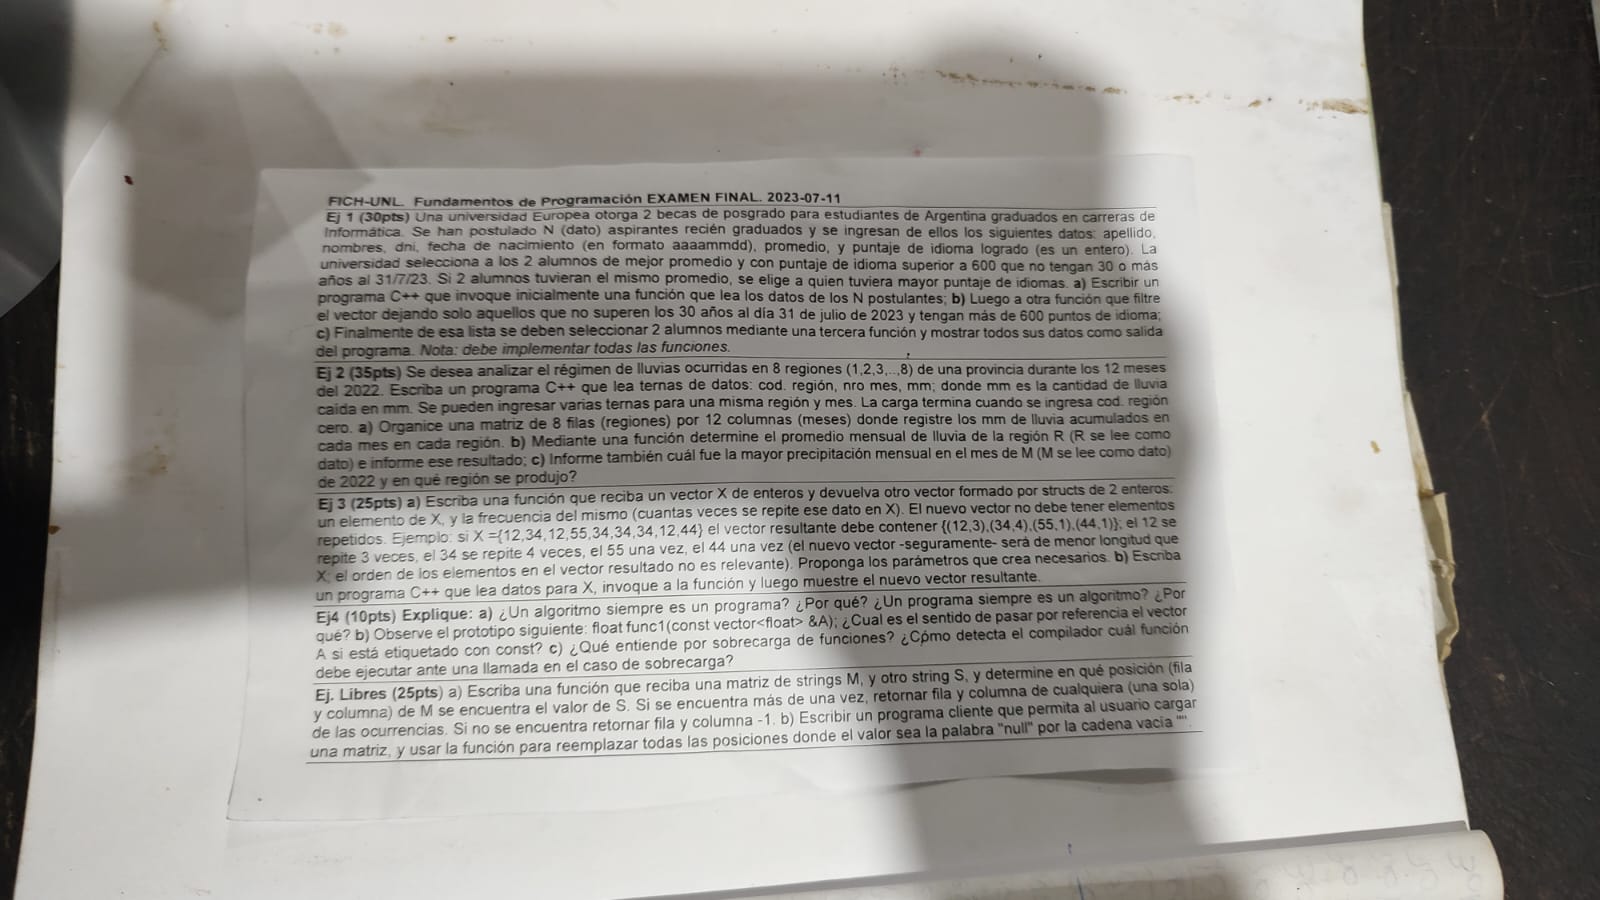 FICH-UNL. Fundamentos de Programación EXAMEN FINAL. 2023-07-11
Ej 1 (30pts) Una universidad Europea otorga 2 becas de posgrado para estudiantes de Argentina graduados en carreras de
Informática. Se han postulado N (dato) aspirantes recién graduados y se ingresan de ellos los siguientes datos: apellido,
nombres, dni, fecha de nacimiento (en formato aaaammdd), promedio, y puntaje de idioma logrado (es un entero). La
universidad selecciona a los 2 alumnos de mejor promedio y con puntaje de idioma superior a 600 que no tengan 30 o más
años al 31/7/23. Si 2 alumnos tuvieran el mismo promedio, se elige a quien tuviera mayor puntaje de idiomas. a) Escribir un
programa C++ que invoque inicialmente una función que lea los datos de los N postulantes; b) Luego a otra función que filtre
el vector dejando solo aquellos que no superen los 30 años al día 31 de julio de 2023 y tengan más de 600 puntos de idioma;
c) Finalmente de esa lista se deben seleccionar 2 alumnos mediante una tercera función y mostrar todos sus datos como salida
del programa. Nota: debe implementar todas las funciones.
Ej 2 (35pts) Se desea analizar el régimen de lluvias ocurridas en 8 regiones (1,2,3,..,8) de una provincia durante los 12 meses
del 2022. Escriba un programa C++ que lea ternas de datos: cod. región, nro mes, mm; donde mm es la cantidad de lluvia
caída en mm. Se pueden ingresar varias ternas para una misma región y mes. La carga termina cuando se ingresa cod. región
cero. a) Organice una matriz de 8 filas (regiones) por 12 columnas (meses) donde registre los mm de lluvia acumulados en
cada mes en cada región. b) Mediante una función determine el promedio mensual de lluvia de la región R (R se lee como
dato) e informe ese resultado; c) Informe también cuál fue la mayor precipitación mensual en el mes de M (M se lee como dato)
de 2022 y en qué región se produjo?
Ej 3 (25pts) a) Escriba una función que reciba un vector X de enteros y devuelva otro vector formado por structs de 2 enteros:
un elemento de X, y la frecuencia del mismo (cuantas veces se repite ese dato en X). El nuevo vector no debe tener elementos
repetidos. Ejemplo: si X ={12,34,12,55,34,34,34,12,44} el vector resultante debe contener {(12,3),(34,4),(55,1),(44,1)}; el 12 se
repite 3 veces, el 34 se repite 4 veces, el 55 una vez, el 44 una vez (el nuevo vector -seguramente- será de menor longitud que
X; el orden de los elementos en el vector resultado no es relevante). Proponga los parámetros que crea necesarios. b) Escriba
un programa C++ que lea datos para X, invoque a la función y luego muestre el nuevo vector resultante.
Ej4 (10pts) Explique: a) ¿Un algoritmo siempre es un programa? ¿Por qué? ¿Un programa siempre es un algoritmo? ¿Por
qué? b) Observe el prototipo siguiente: float func1(const vector<float> &A); ¿Cual es el sentido de pasar por referencia el vector
A si está etiquetado con const? c) ¿Qué entiende por sobrecarga de funciones? ¿Cómo detecta el compilador cuál función
debe ejecutar ante una llamada en el caso de sobrecarga?
Ej. Libres (25pts) a) Escriba una función que reciba una matriz de strings M, y otro string S, y determine en qué posición (fila
y columna) de M se encuentra el valor de S. Si se encuentra más de una vez, retornar fila y columna de cualquiera (una sola)
de las ocurrencias. Si no se encuentra retornar fila y columna -1. b) Escribir un programa cliente que permita al usuario cargar
una matriz, y usar la función para reemplazar todas las posiciones donde el valor sea la palabra "null" por la cadena vacía "".